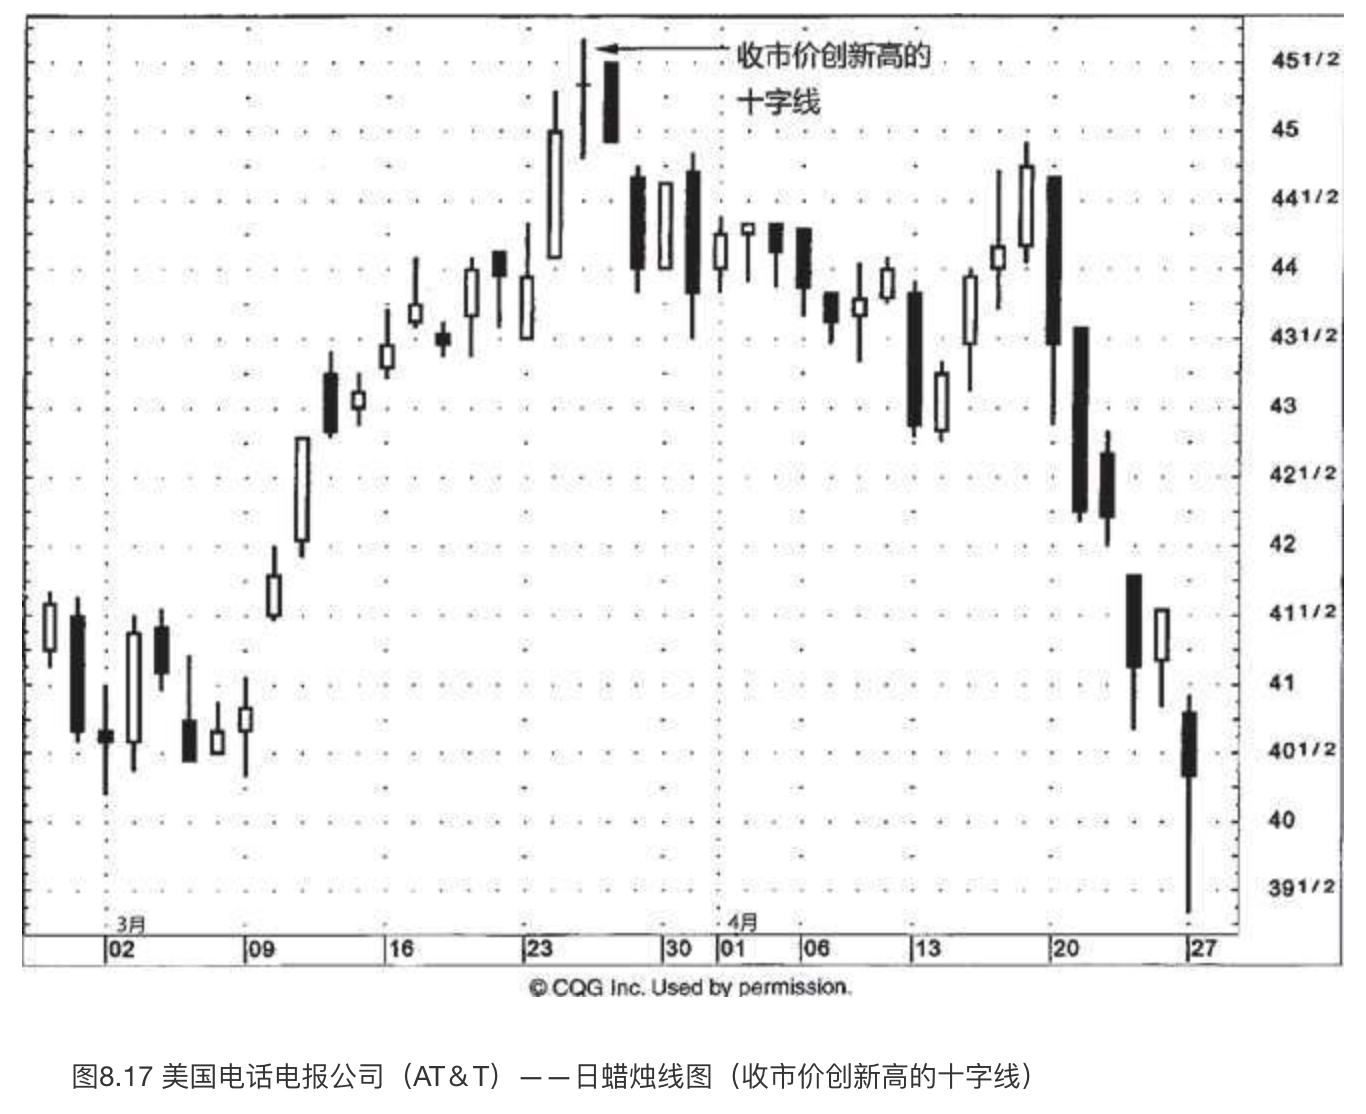 收市价创新高的
十字线
451/2
45
441/2
44
431/2
43
421/2
42
411/2
41
401/2
40
391/2
3月
4月
02 09 16 23 30 01 06 13 20 27
© CQG Inc. Used by permission.
图8.17 美国电话电报公司（AT＆T）——日蜡烛线图（收市价创新高的十字线）